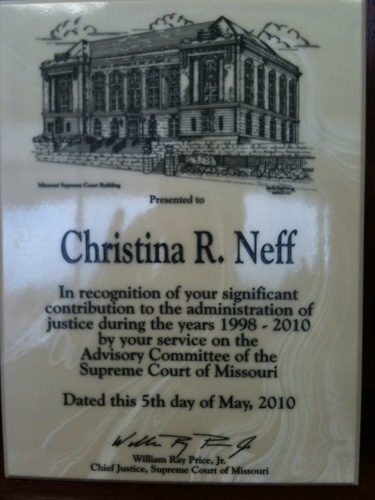 Missouri Supreme Court Building
Presented to
Christina R. Neff
In recognition of your significant
contribution to the administration of
justice during the years 1998 - 2010
by your service on the
Advisory Committee of the
Supreme Court of Missouri
Dated this 5th day of May, 2010
William Ray Price, Jr.
Chief Justice, Supreme Court of Missouri